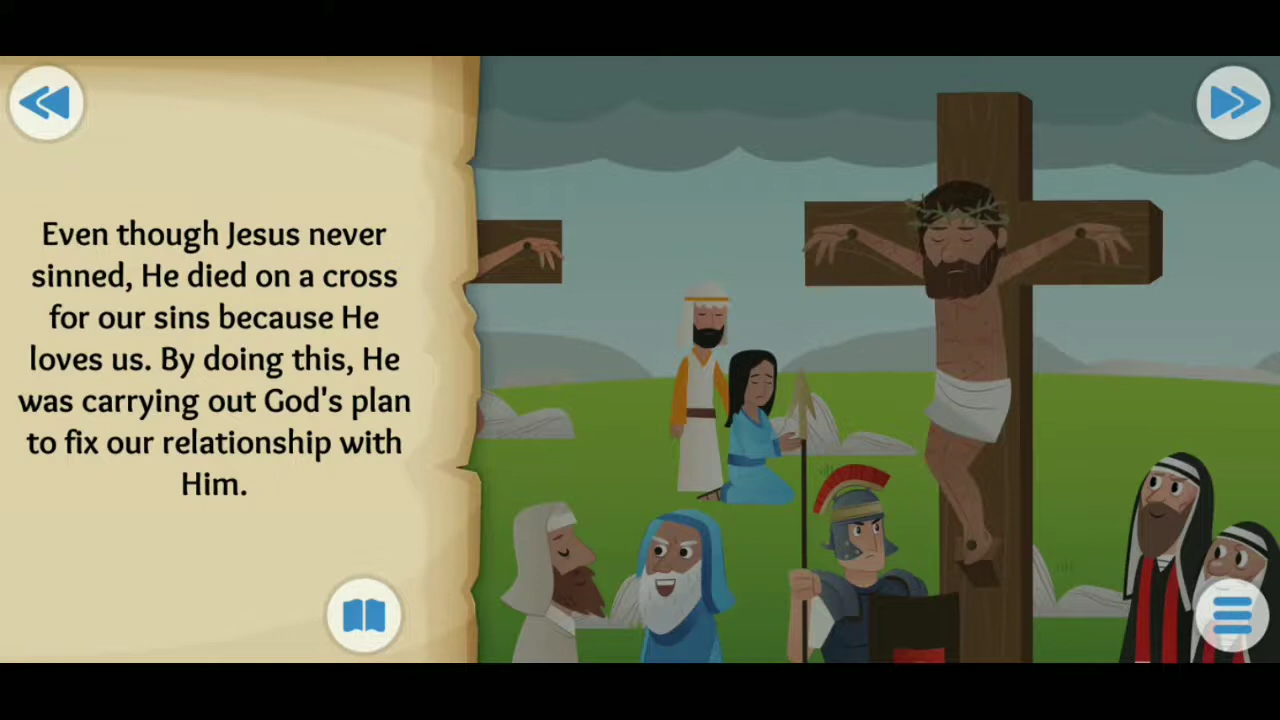 Even though Jesus never
sinned, He died on a cross
for our sins because He
loves us. By doing this, He
was carrying out God's plan
to fix our relationship with
Him.